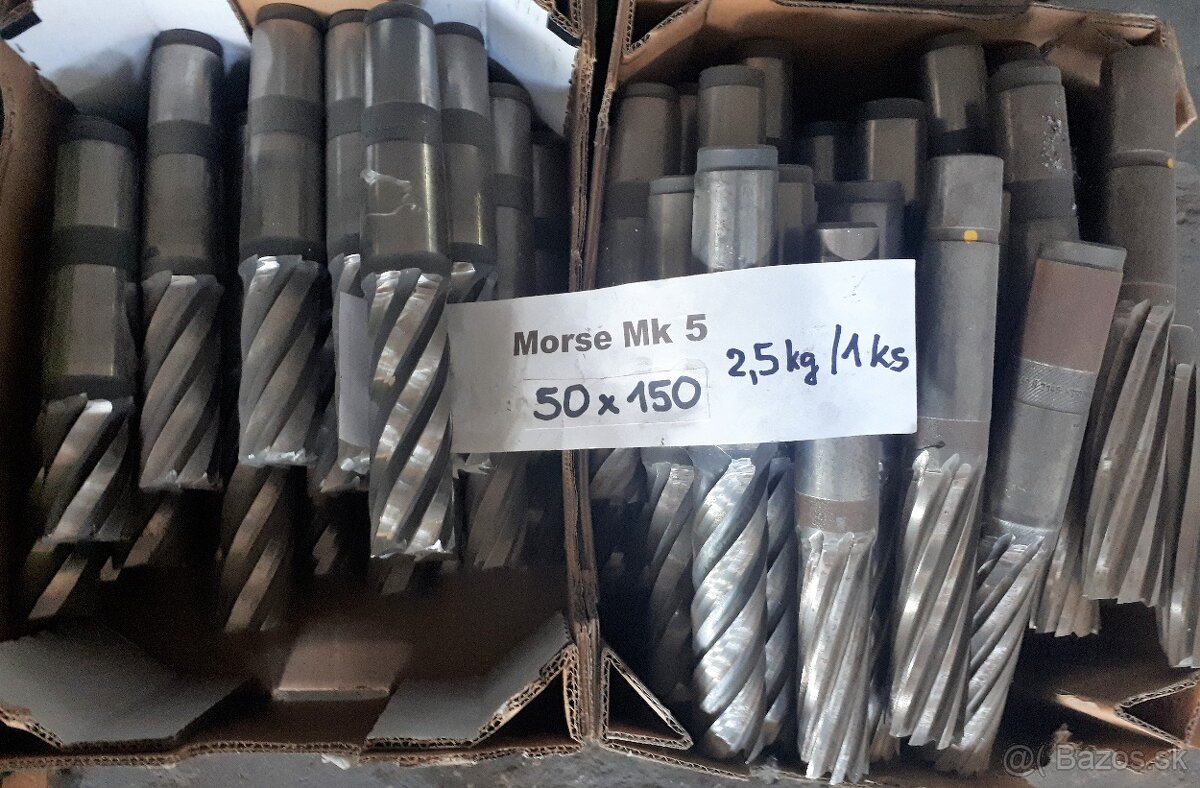 Morse Mk 5
50 x 150
2,5 kg / 1 ks
Bazos.sk